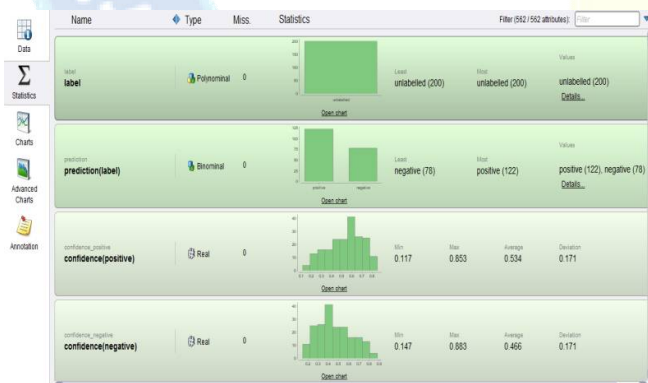 Name Type Miss. Statistics Filter (562 / 562 attributes): Filter
Data
Statistics
Charts
Advanced
Charts
Annotation
label
label
Polynominal 0
Open chart
Least
unlabelled (200)
Most
unlabelled (200)
Values
unlabelled (200)
Details...
prediction
prediction(label)
Binominal 0
positive negative
Open chart
Least
negative (78)
Most
positive (122)
Values
positive (122), negative (78)
Details...
confidence_positive
confidence(positive)
Real 0
Open chart
Min
0.117
Max
0.853
Average
0.534
Deviation
0.171
confidence_negative
confidence(negative)
Real 0
Open chart
Min
0.147
Max
0.883
Average
0.466
Deviation
0.171